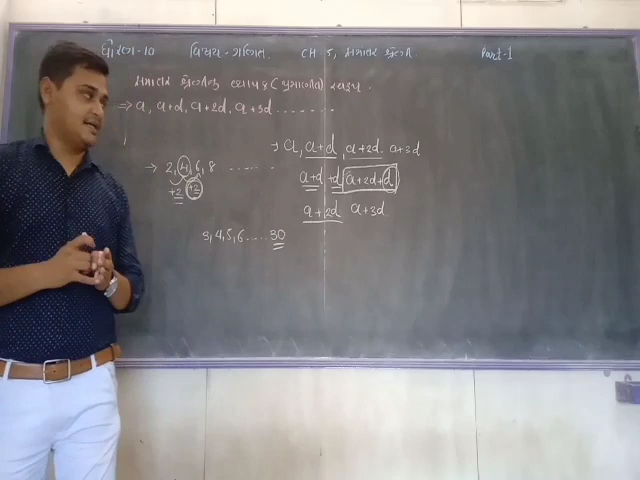 ધોરણ-10 વિષય-ગણિત CH 5, સમાંતર શ્રેણી Part-1
સમાંતર શ્રેણીનું વ્યાપક (પ્રમાણીત) સ્વરૂપ.
⇒ a, a+d, a+2d, a+3d .......
→ a, a+d, a+2d. a+3d
→ 2, 4, 6, 8 ......
+2 +2
a+d +d a+2d+d
a+2d a+3d
3, 4, 5, 6 .... 30